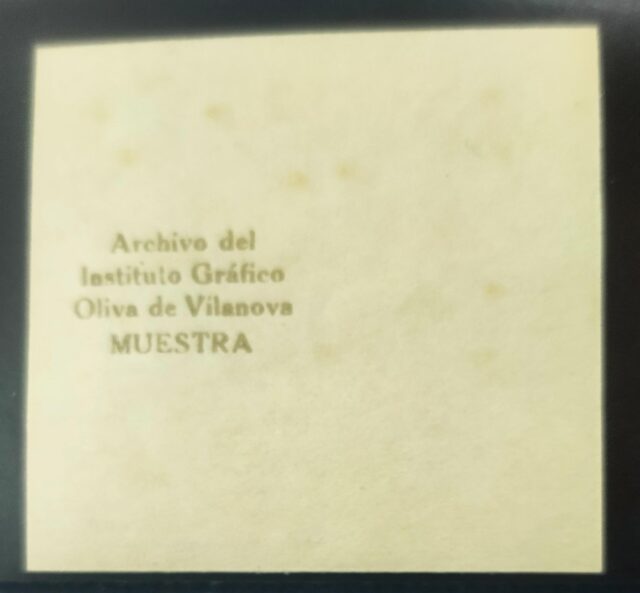 Archivo del
Instituto Gráfico
Oliva de Vilanova
MUESTRA